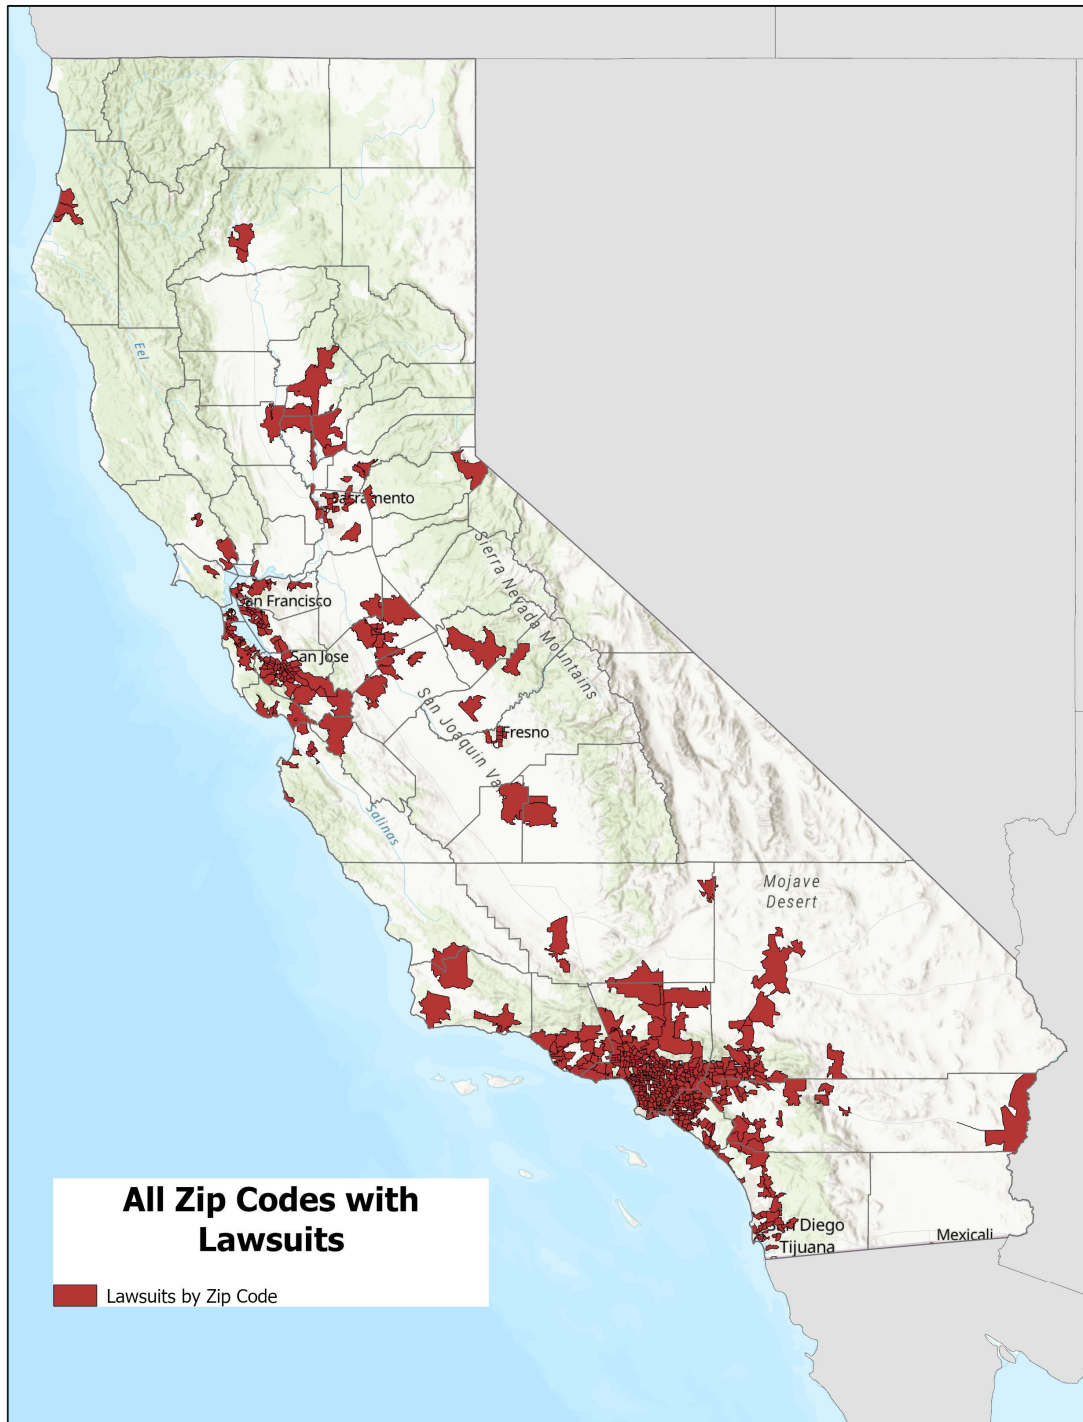 Eel
Sacramento
Sierra Nevada Mountains
San Francisco
San Jose
San Joaquin Va
Fresno
Salinas
Mojave
Desert
San Diego
Tijuana
Mexicali
All Zip Codes with
Lawsuits
Lawsuits by Zip Code